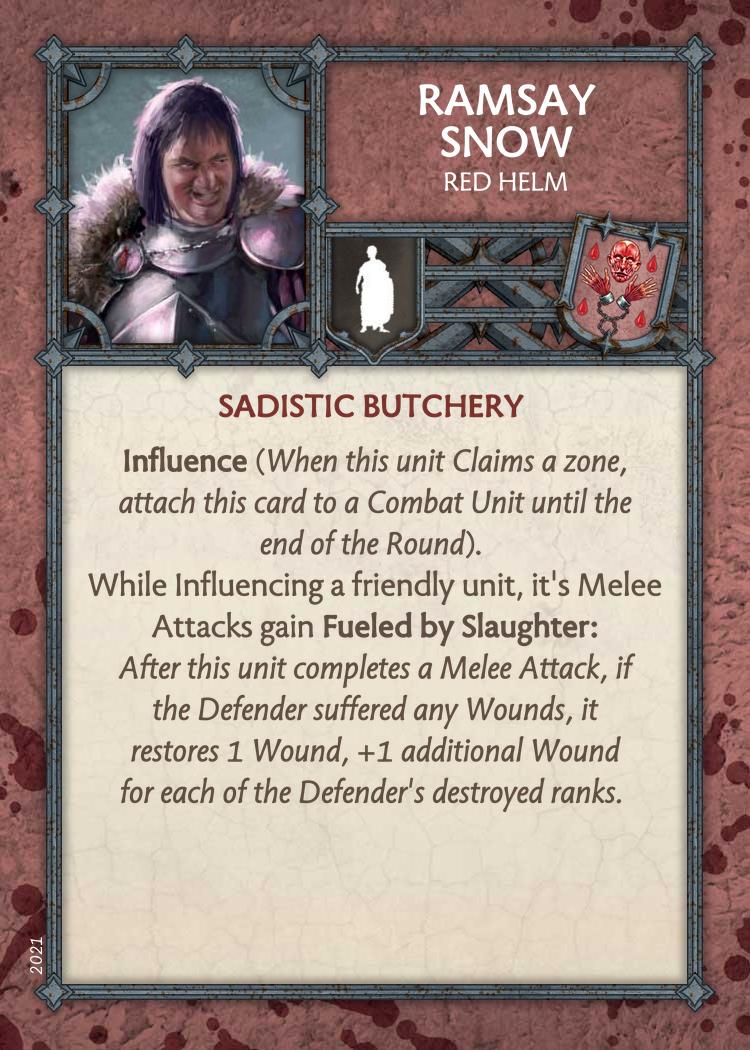 RAMSAY
SNOW
RED HELM
SADISTIC BUTCHERY
Influence (When this unit Claims a zone,
attach this card to a Combat Unit until the
end of the Round).
While Influencing a friendly unit, it's Melee
Attacks gain Fueled by Slaughter:
After this unit completes a Melee Attack, if
the Defender suffered any Wounds, it
restores 1 Wound, +1 additional Wound
for each of the Defender's destroyed ranks.
2021